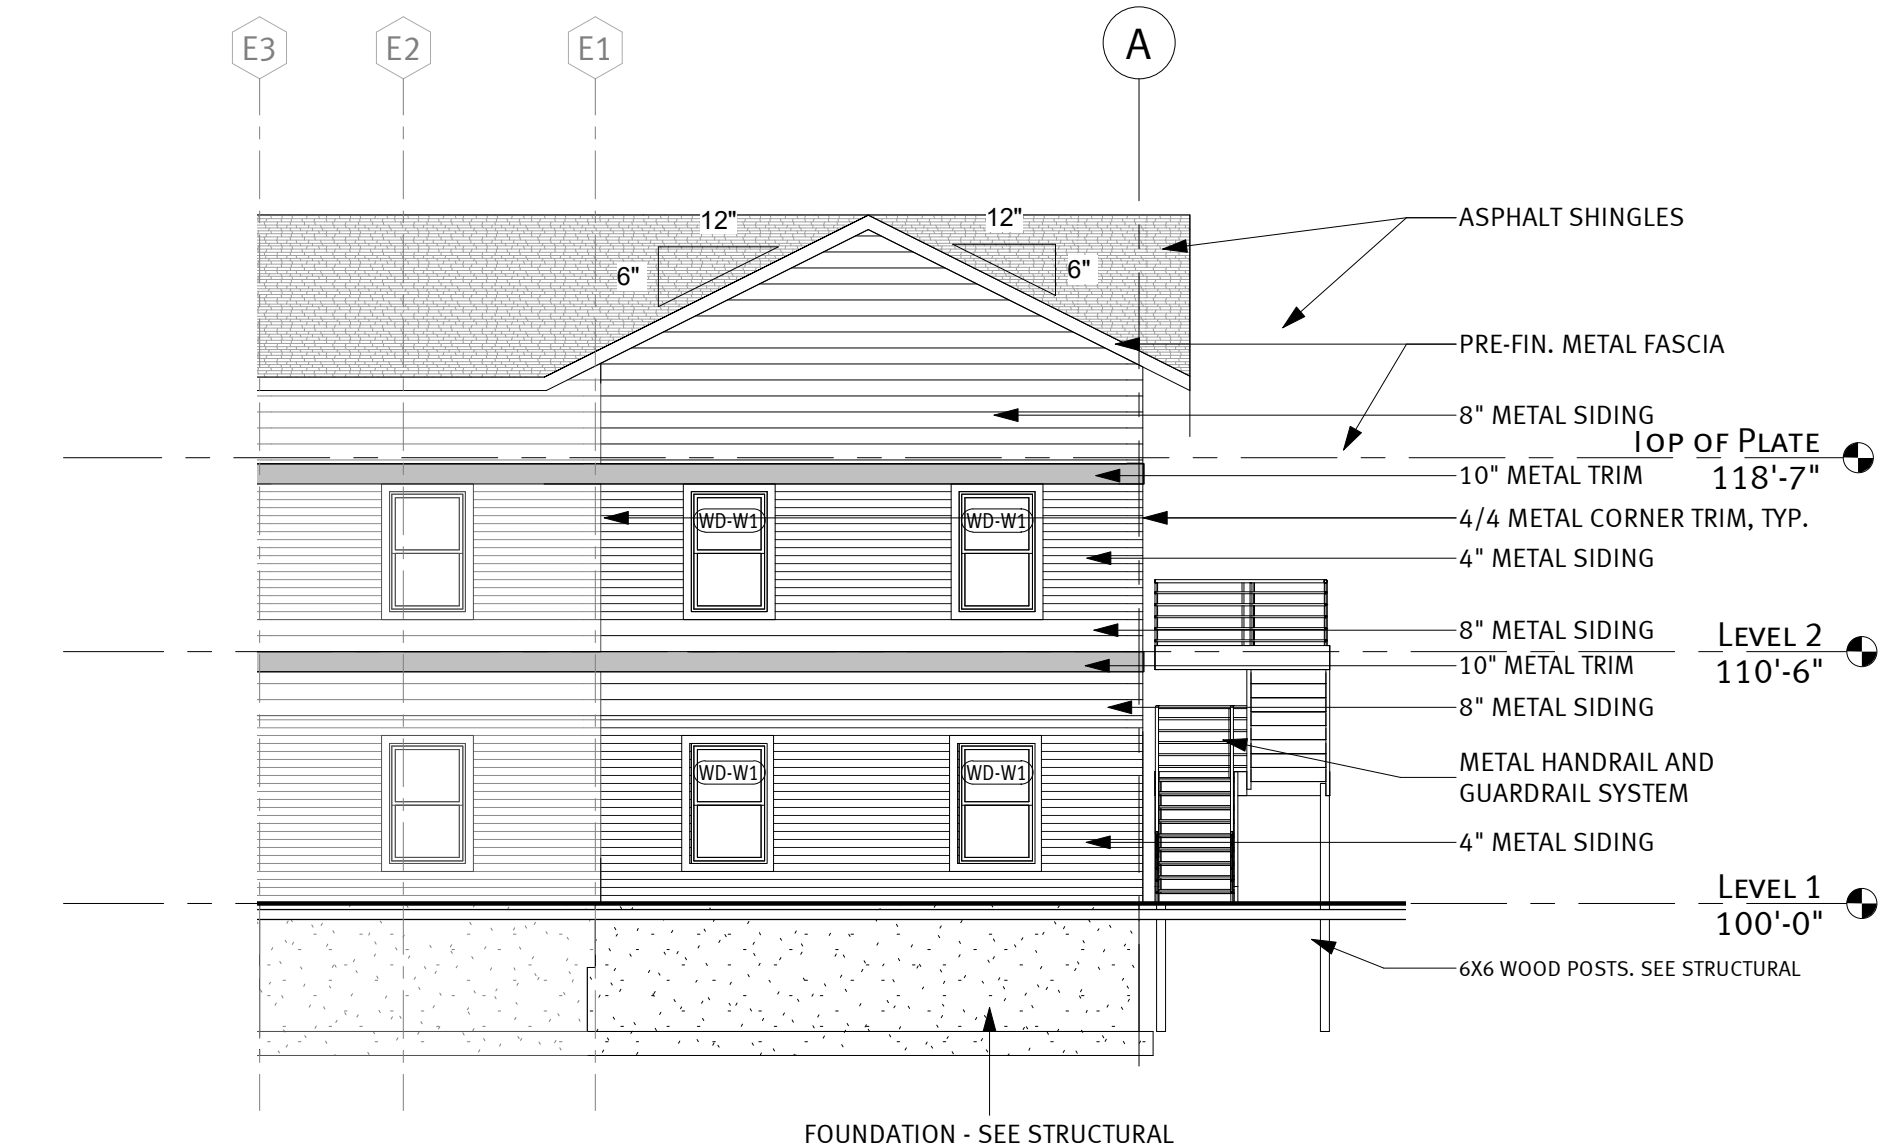 E3
E2
E1
A
12"
12"
6"
6"
ASPHALT SHINGLES
PRE-FIN. METAL FASCIA
8" METAL SIDING
TOP OF PLATE
118'-7"
10" METAL TRIM
WD-W1
WD-W1
4/4 METAL CORNER TRIM, TYP.
4" METAL SIDING
8" METAL SIDING
LEVEL 2
110'-6"
10" METAL TRIM
8" METAL SIDING
WD-W1
WD-W1
METAL HANDRAIL AND
GUARDRAIL SYSTEM
4" METAL SIDING
LEVEL 1
100'-0"
6X6 WOOD POSTS. SEE STRUCTURAL
FOUNDATION - SEE STRUCTURAL